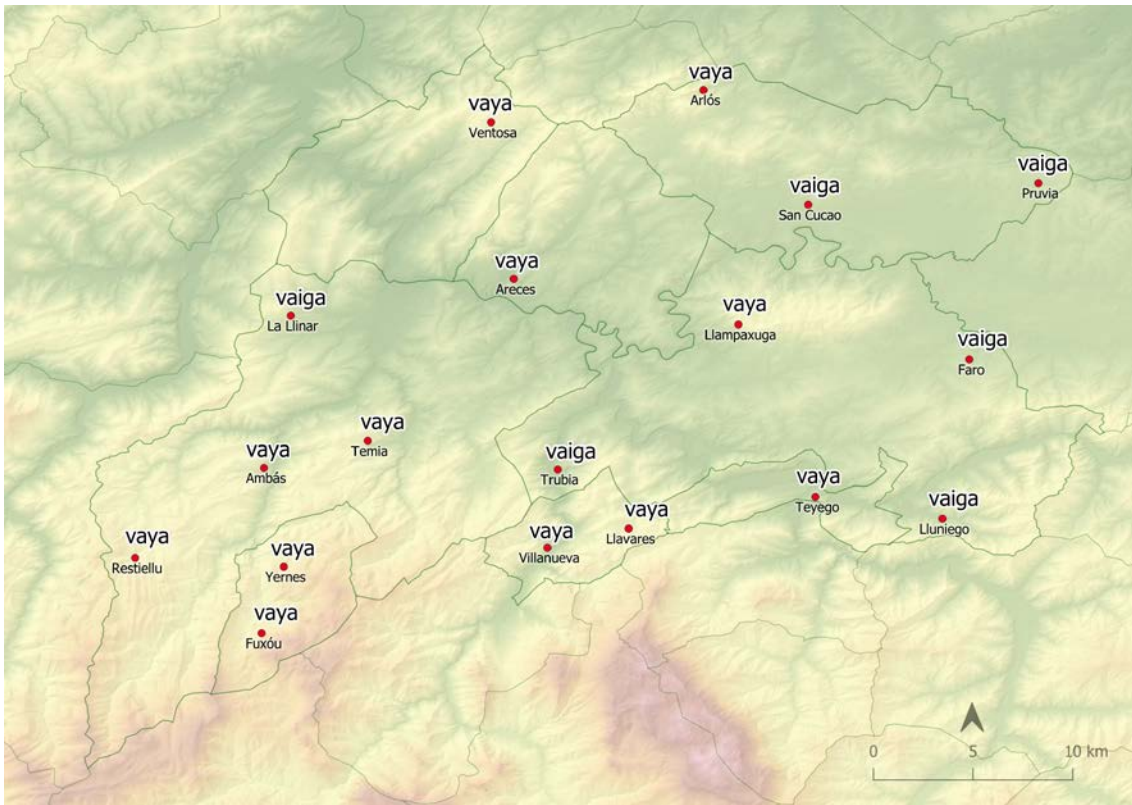 vaya
Arlós
vaya
Ventosa
vaiga
Pruvia
vaiga
San Cucao
vaya
Areces
vaiga
La Llinar
vaya
Llampaxuga
vaiga
Faro
vaya
Temia
vaya
Ambás
vaiga
Trubia
vaya
Teyego
vaiga
Lluniego
vaya
Llavares
vaya
Villanueva
vaya
Restiellu
vaya
Yernes
vaya
Fuxóu
0 5 10 km